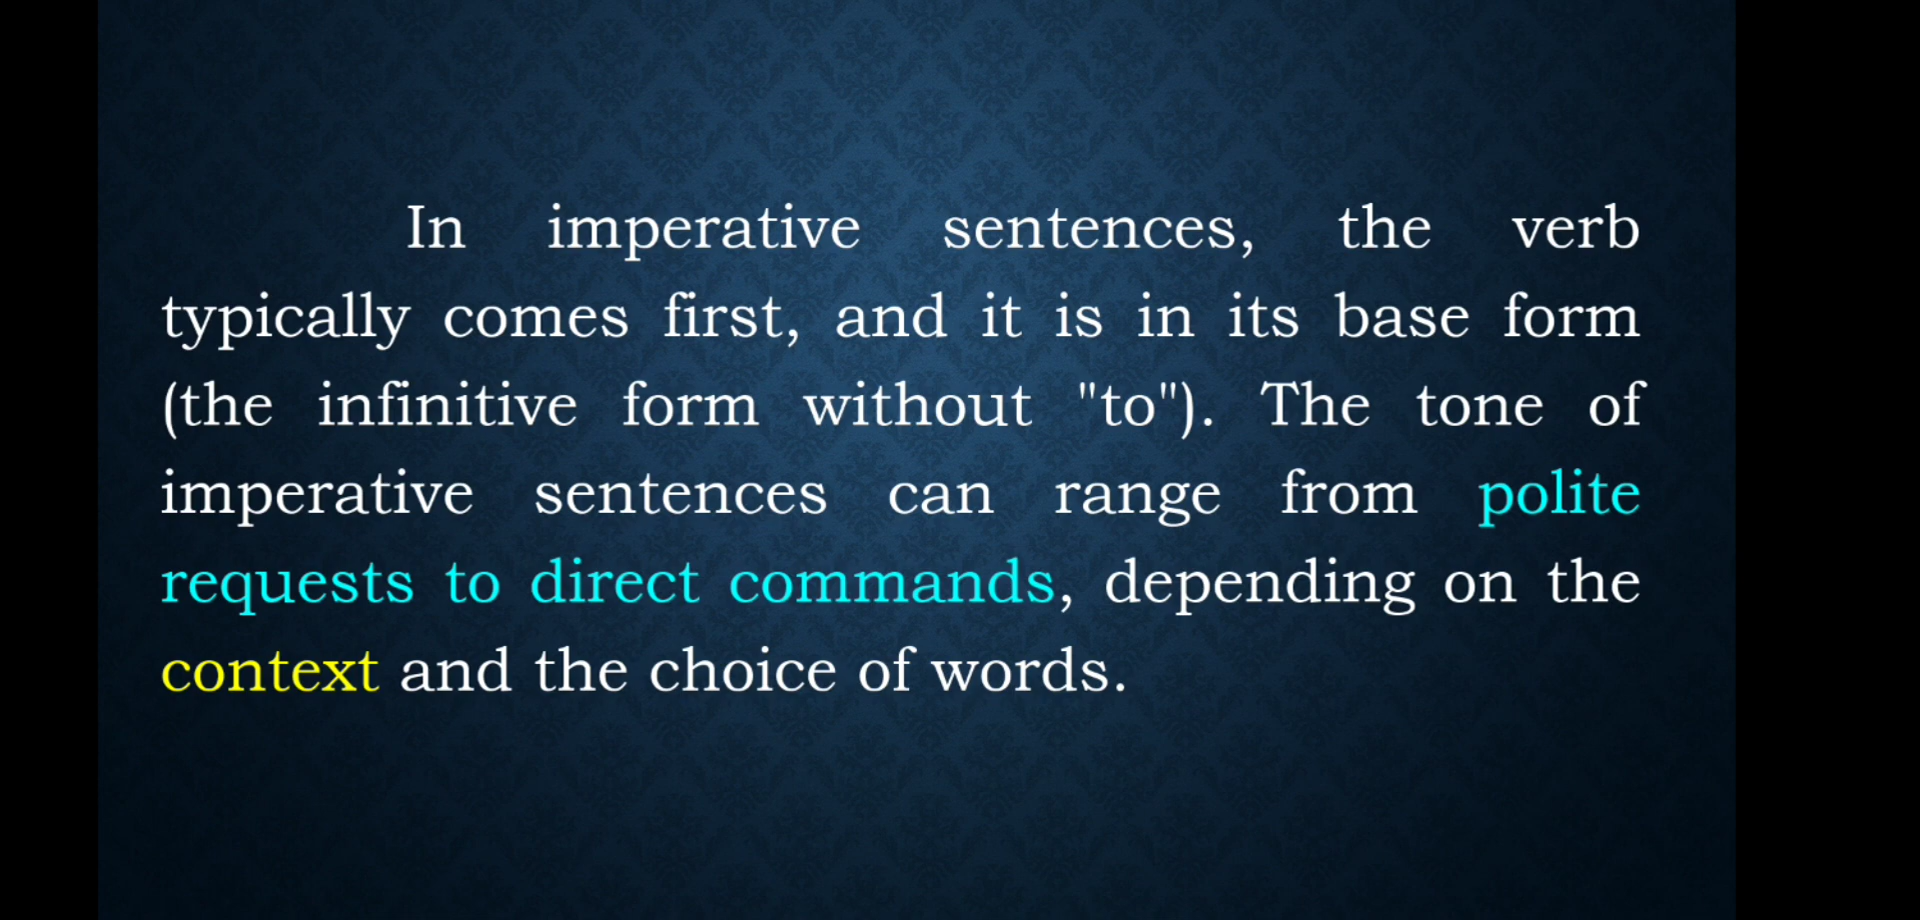 In imperative sentences, the verb
typically comes first, and it is in its base form
(the infinitive form without "to"). The tone of
imperative sentences can range from polite
requests to direct commands, depending on the
context and the choice of words.